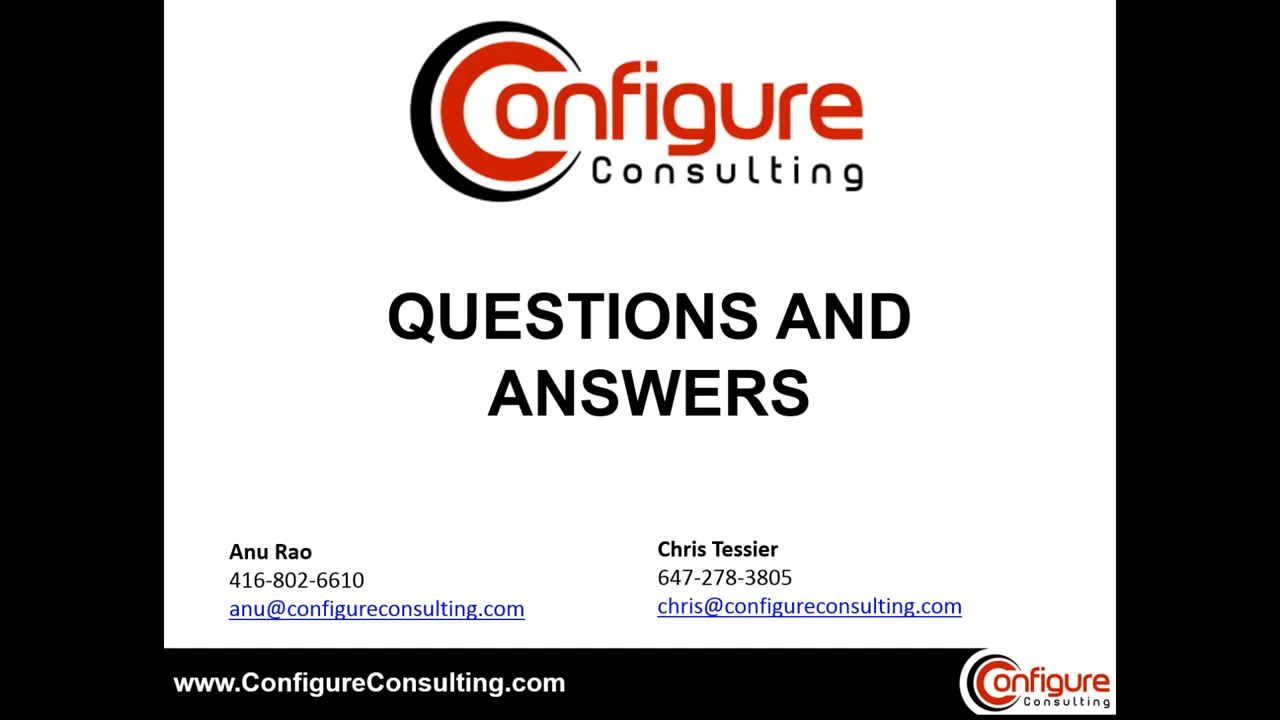 Configure
Consulting
QUESTIONS AND
ANSWERS
Anu Rao
416-802-6610
anu@configureconsulting.com
Chris Tessier
647-278-3805
chris@configureconsulting.com
www.ConfigureConsulting.com
Configure
Consulting